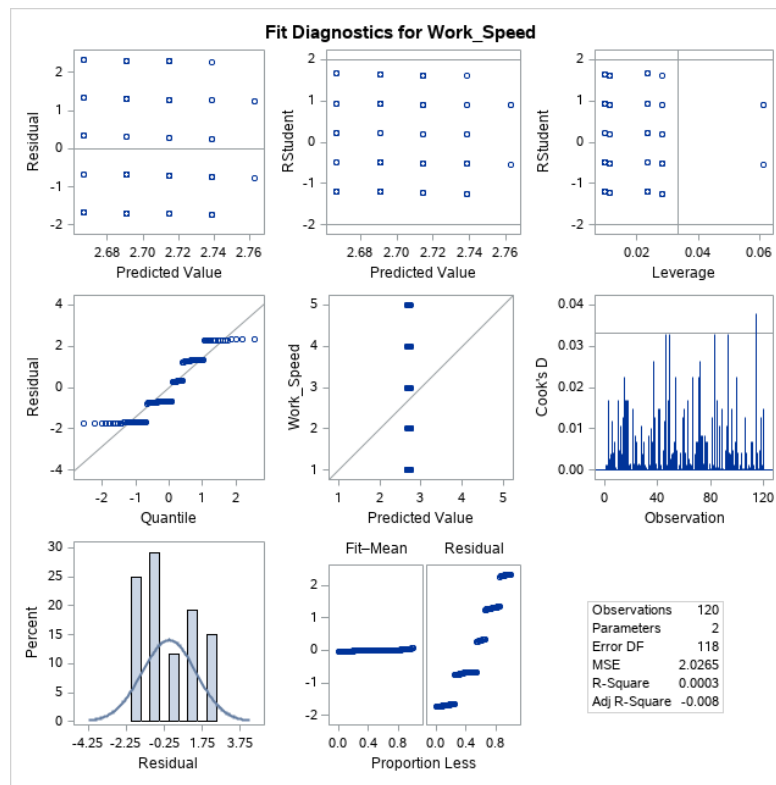 Fit Diagnostics for Work_Speed
Residual
2
1
0
-1
-2
2.68 2.70 2.72 2.74 2.76
Predicted Value
RStudent
2
1
0
-1
-2
2.68 2.70 2.72 2.74 2.76
Predicted Value
RStudent
2
1
0
-1
-2
0.02 0.04 0.06
Leverage
Residual
4
2
0
-2
-4
-2 -1 0 1 2
Quantile
Work_Speed
5
4
3
2
1
1 2 3 4 5
Predicted Value
Cook's D
0.04
0.03
0.02
0.01
0.00
0 40 80 120
Observation
Percent
30
25
20
15
10
5
0
-4.25 -2.25 -0.25 1.75 3.75
Residual
Fit–Mean Residual
2
1
0
-1
-2
0.0 0.4 0.8 0.0 0.4 0.8
Proportion Less
Observations 120
Parameters 2
Error DF 118
MSE 2.0265
R-Square 0.0003
Adj R-Square -0.008